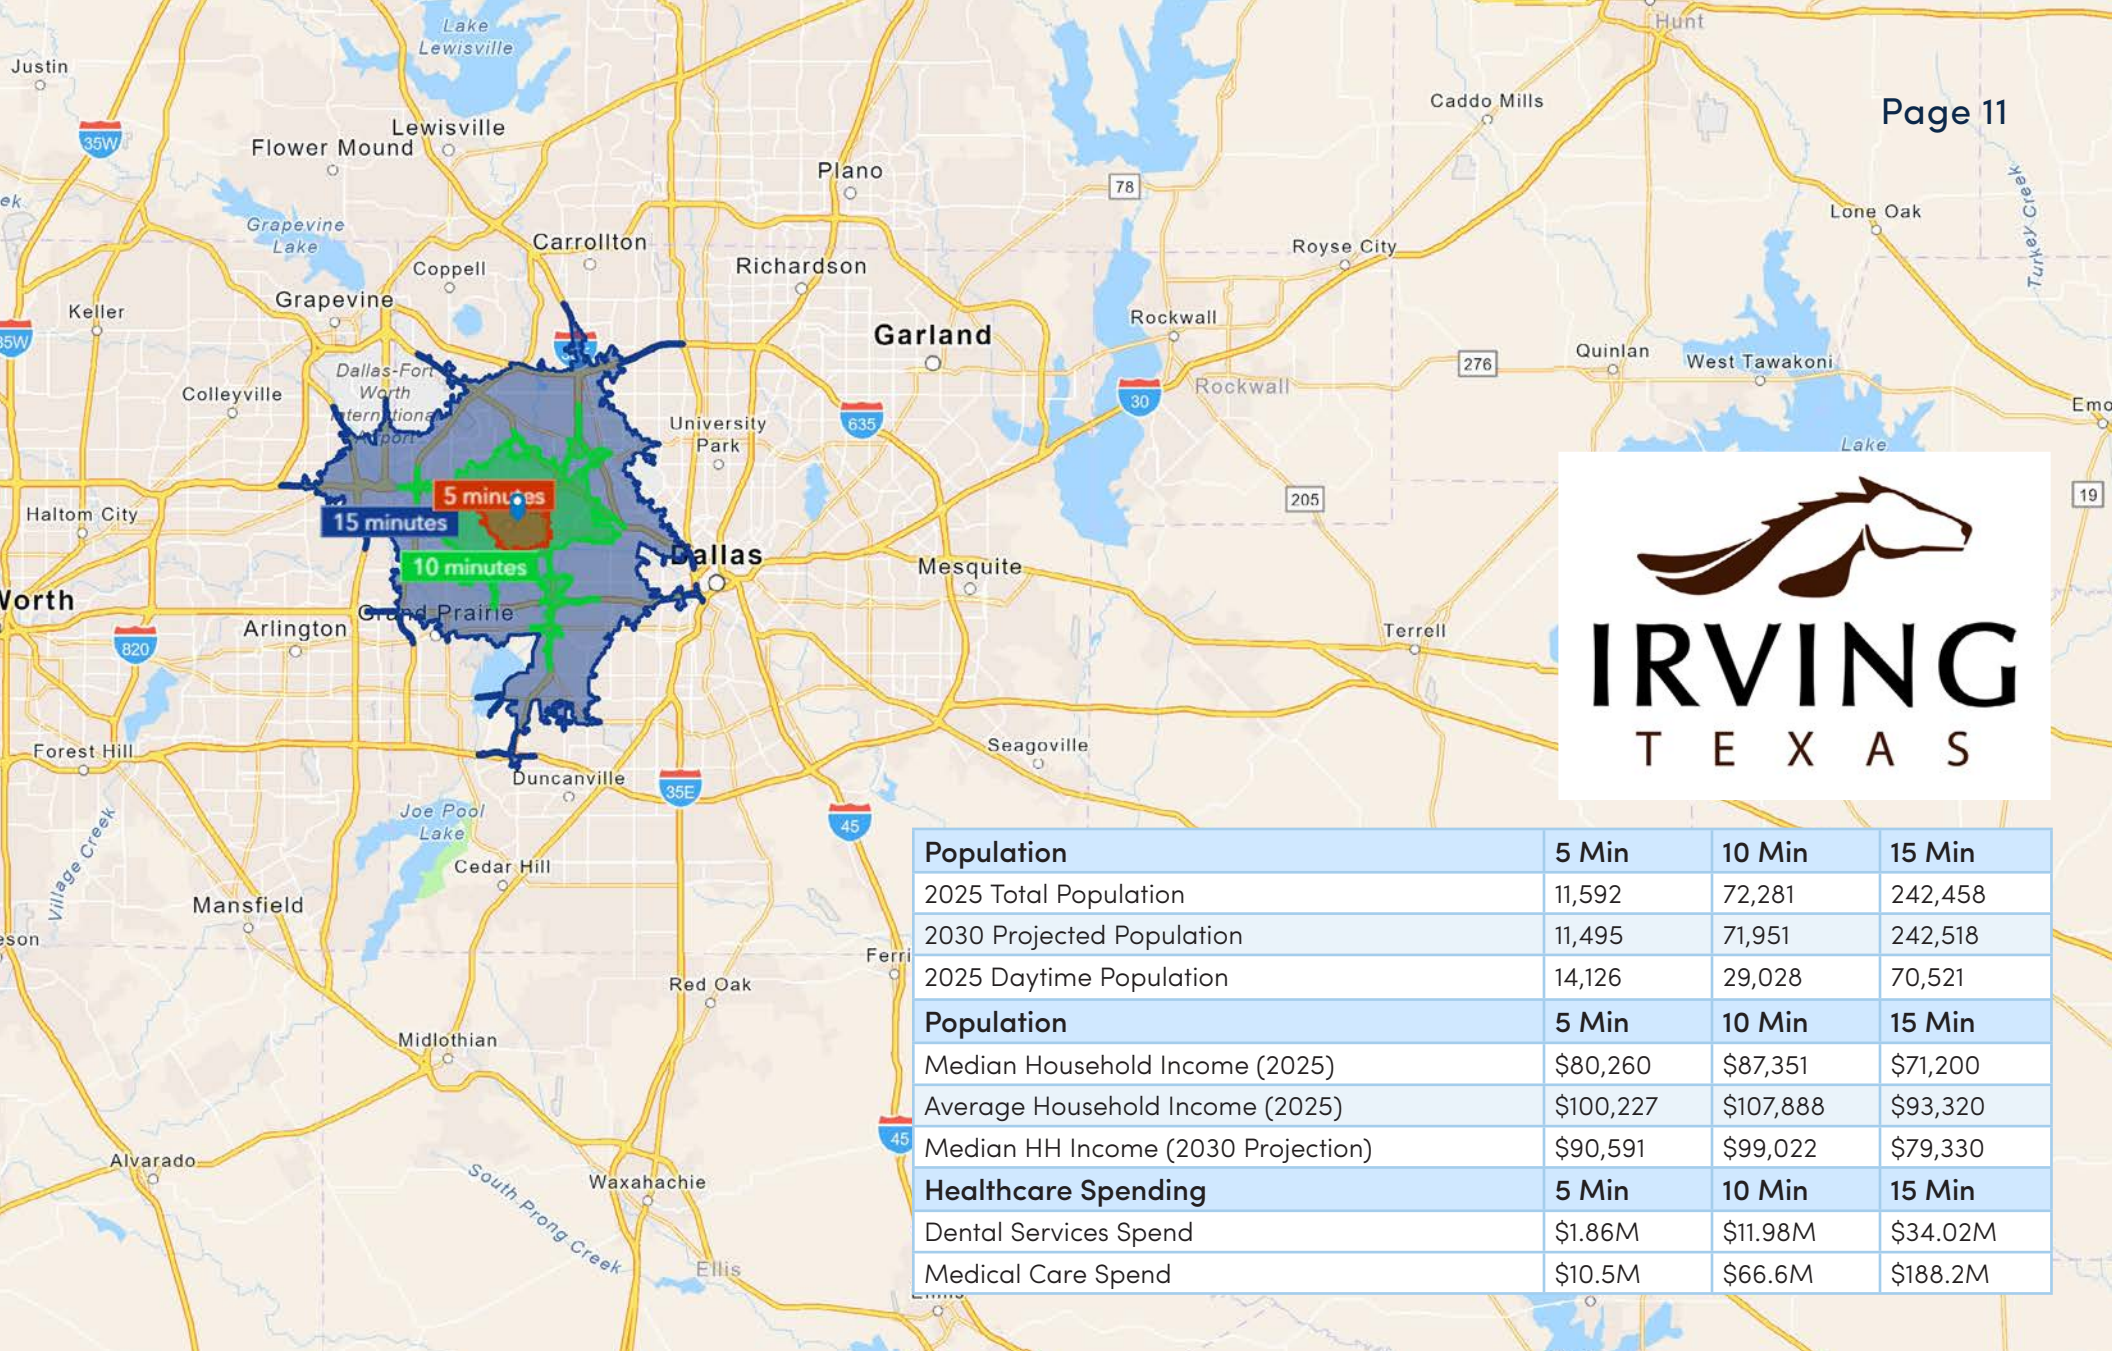 Lake
Lewisville
Hunt
Justin
Caddo Mills
Page 11
35W
Lewisville
Flower Mound
Plano
78
Turkey Creek
Lone Oak
Grapevine
Lake
Carrollton
Royse City
Coppell
Richardson
Grapevine
Keller
Rockwall
Garland
35W
Quinlan
West Tawakoni
276
Dallas-Fort
Worth
International
Airport
Colleyville
Rockwall
30
University
Park
635
Emo
Lake
5 minutes
205
19
15 minutes
Haltom City
10 minutes
Dallas
Mesquite
Worth
Grand Prairie
Arlington
820
Terrell
IRVING
TEXAS
Forest Hill
Seagoville
Duncanville
35E
45
Joe Pool
Lake
Village Creek
Cedar Hill
Mansfield
eson
Ferri
Red Oak
Midlothian
45
Alvarado
South Prong Creek
Waxahachie
Ellis
Population 5 Min 10 Min 15 Min
2025 Total Population 11,592 72,281 242,458
2030 Projected Population 11,495 71,951 242,518
2025 Daytime Population 14,126 29,028 70,521
Population 5 Min 10 Min 15 Min
Median Household Income (2025) $80,260 $87,351 $71,200
Average Household Income (2025) $100,227 $107,888 $93,320
Median HH Income (2030 Projection) $90,591 $99,022 $79,330
Healthcare Spending 5 Min 10 Min 15 Min
Dental Services Spend $1.86M $11.98M $34.02M
Medical Care Spend $10.5M $66.6M $188.2M